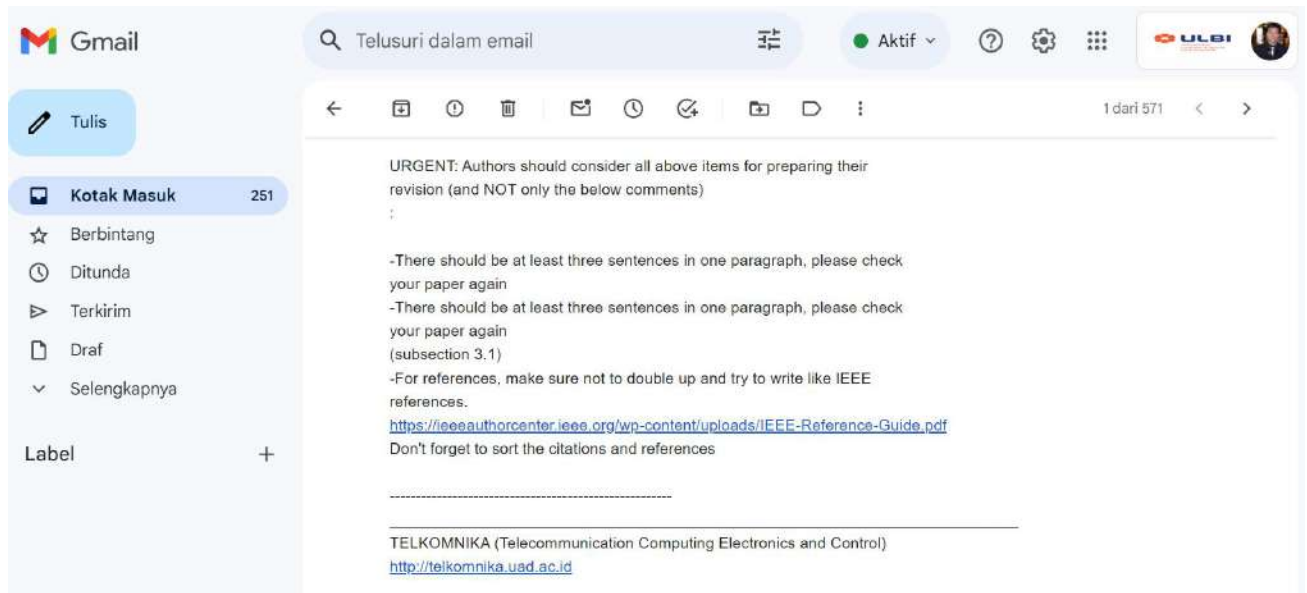 Gmail
Telusuri dalam email
Aktif
ULBI
Tulis
1 dari 571
Kotak Masuk 251
Berbintang
Ditunda
Terkirim
Draf
Selengkapnya
Label
URGENT: Authors should consider all above items for preparing their
revision (and NOT only the below comments)
:
-There should be at least three sentences in one paragraph, please check
your paper again
-There should be at least three sentences in one paragraph, please check
your paper again
(subsection 3.1)
-For references, make sure not to double up and try to write like IEEE
references.
https://ieeeauthorcenter.ieee.org/wp-content/uploads/IEEE-Reference-Guide.pdf
Don't forget to sort the citations and references
------------------------------------------------------
TELKOMNIKA (Telecommunication Computing Electronics and Control)
http://telkomnika.uad.ac.id